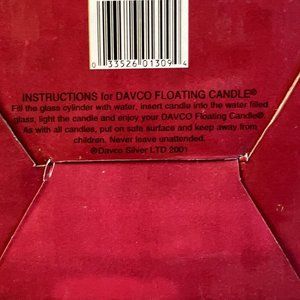 0 33526 01309 4
INSTRUCTIONS for DAVCO FLOATING CANDLE®
Fill the glass cylinder with water, insert candle into the water filled
glass, light the candle and enjoy your DAVCO Floating Candle®.
As with all candles, put on safe surface and keep away from
children. Never leave unattended.
®Davco Silver LTD 2001